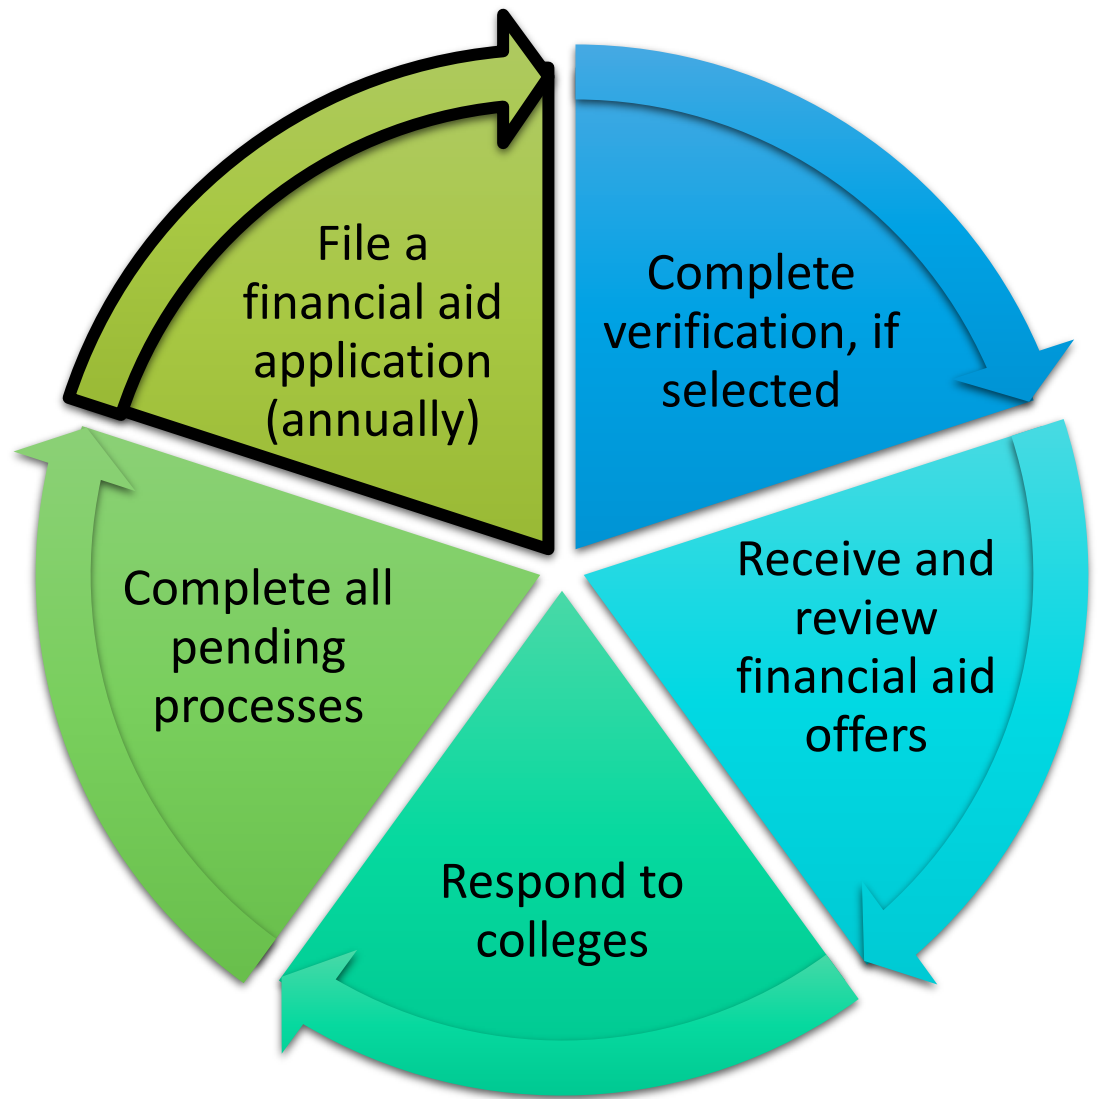 File a
financial aid
application
(annually)
Complete
verification, if
selected
Receive and
review
financial aid
offers
Respond to
colleges
Complete all
pending
processes